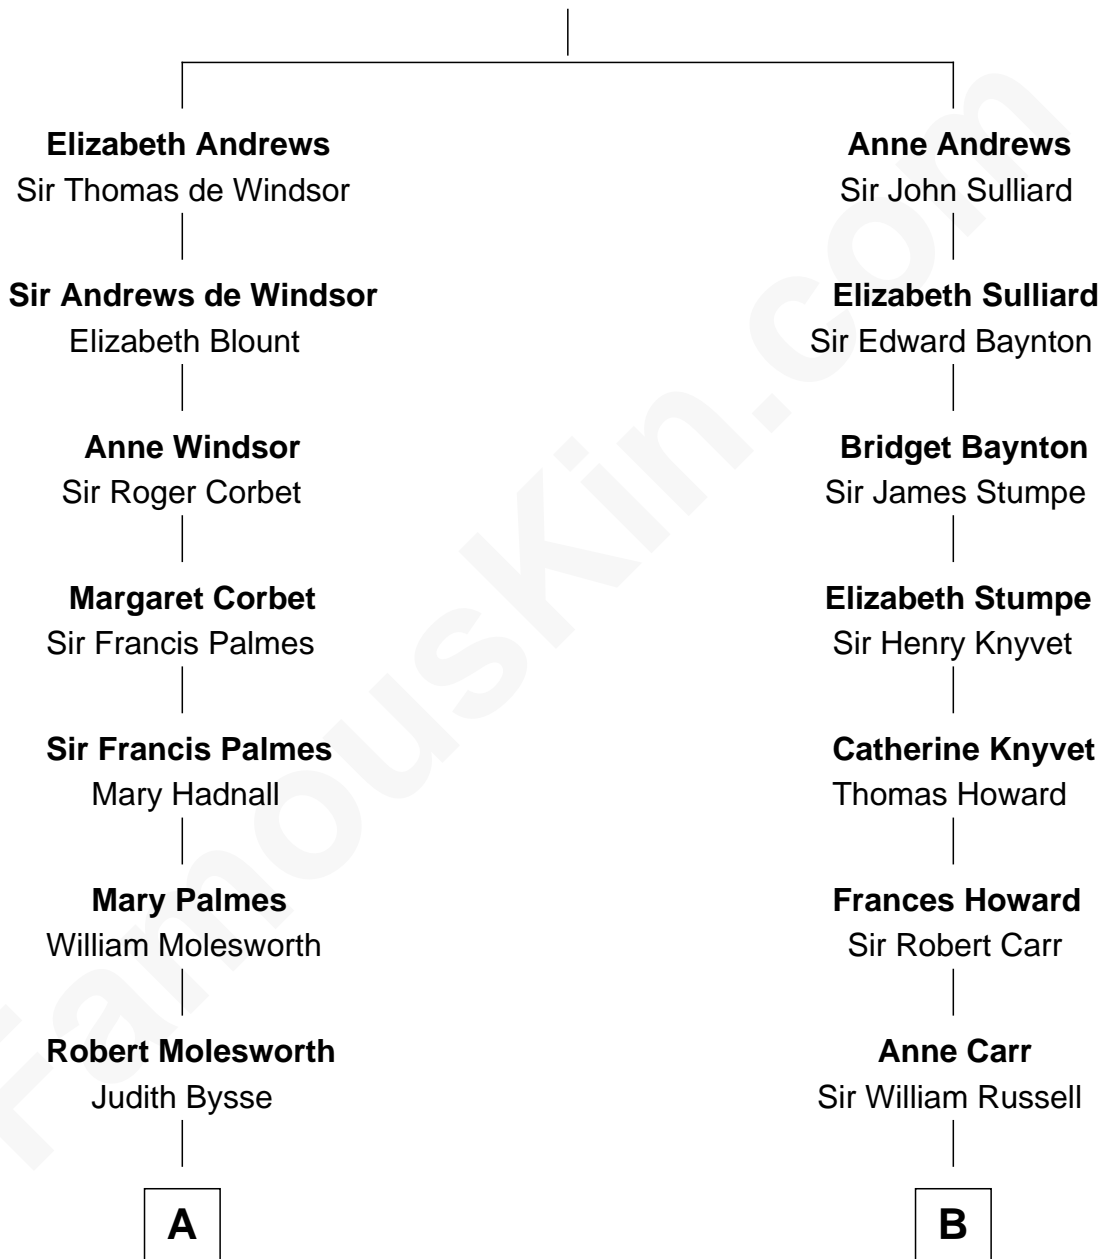 Elizabeth Andrews
Sir Thomas de Windsor
Sir Andrews de Windsor
Elizabeth Blount
Anne Windsor
Sir Roger Corbet
Margaret Corbet
Sir Francis Palmes
Sir Francis Palmes
Mary Hadnall
Mary Palmes
William Molesworth
Robert Molesworth
Judith Bysse
A
Anne Andrews
Sir John Sulliard
Elizabeth Sulliard
Sir Edward Baynton
Bridget Baynton
Sir James Stumpe
Elizabeth Stumpe
Sir Henry Knyvet
Catherine Knyvet
Thomas Howard
Frances Howard
Sir Robert Carr
Anne Carr
Sir William Russell
B
FamousKin.com